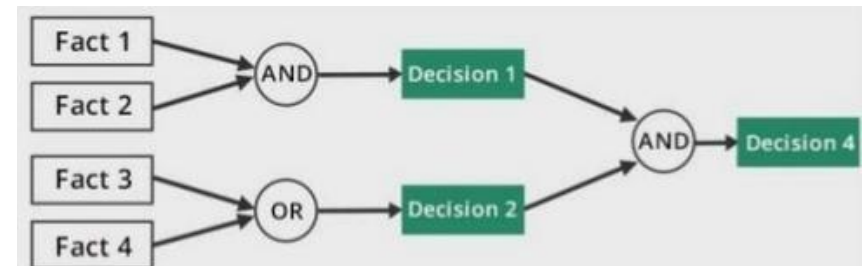 Fact 1
Fact 2
AND
Decision 1
Fact 3
Fact 4
OR
Decision 2
AND
Decision 4